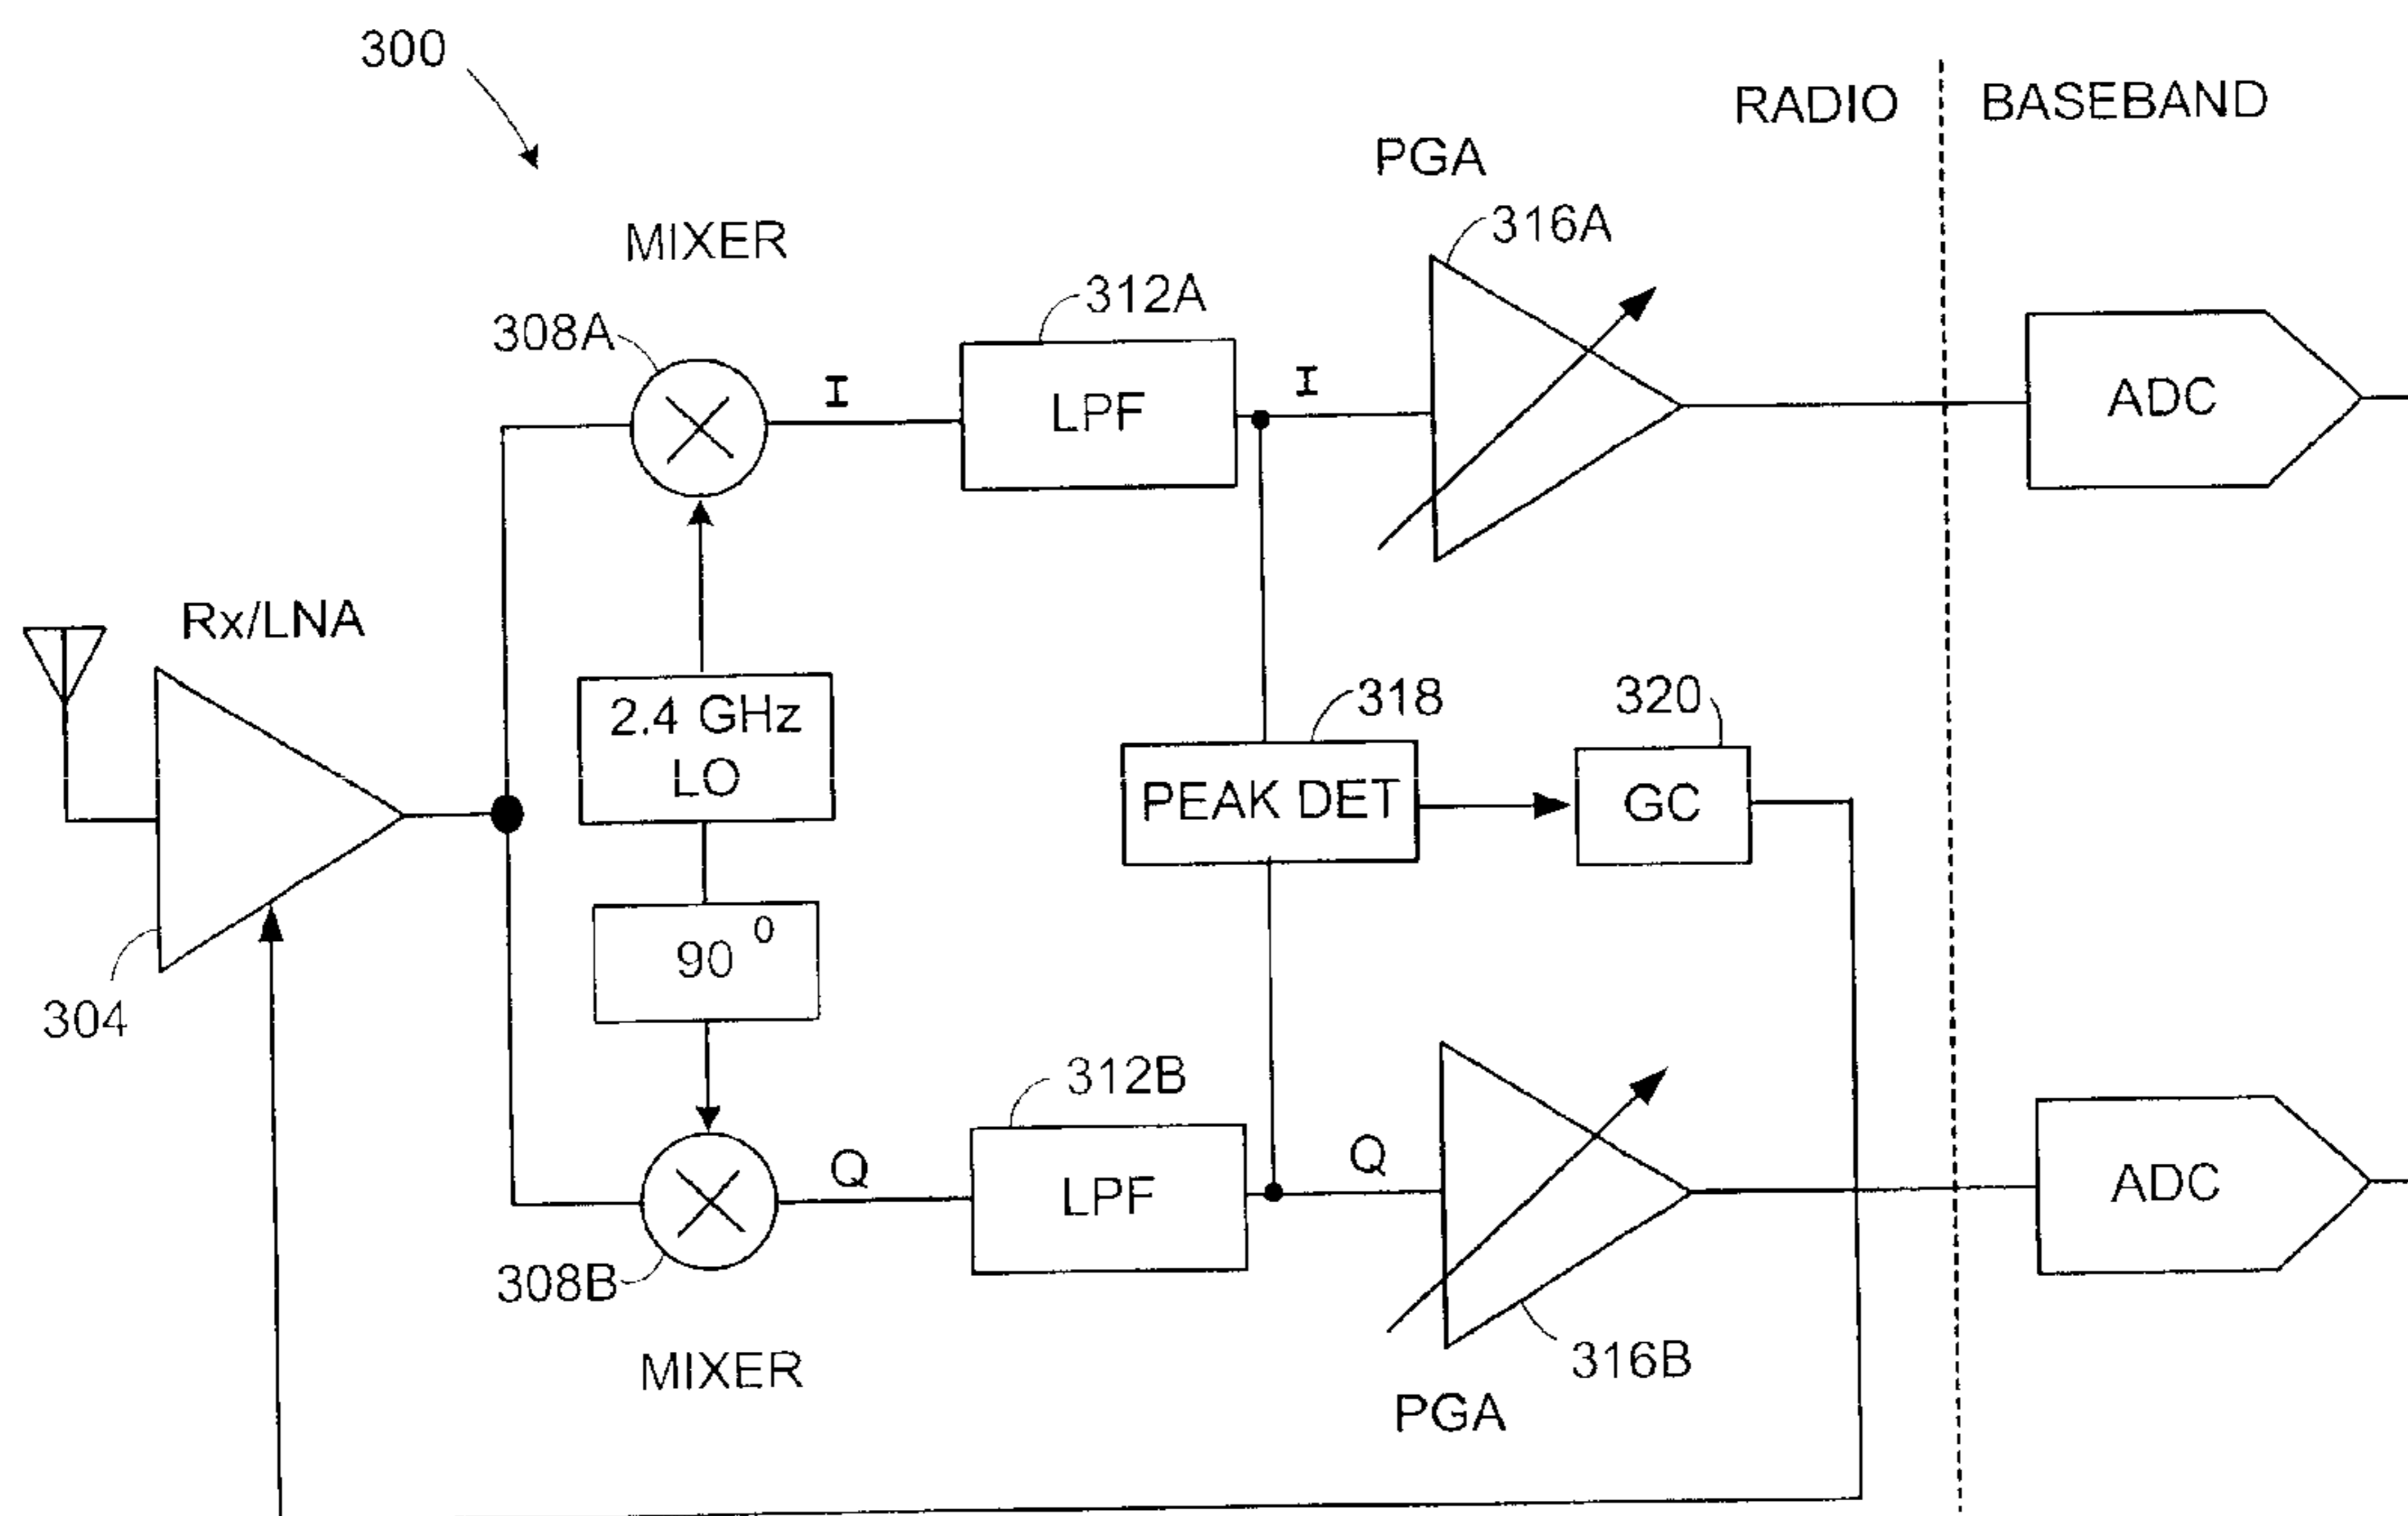 300
RADIO
BASEBAND
PGA
316A
MIXER
312A
308A
I
LPF
I
ADC
Rx/LNA
2.4 GHz
LO
318
320
PEAK DET
GC
90 0
304
312B
Q
LPF
Q
ADC
308B
316B
MIXER
PGA